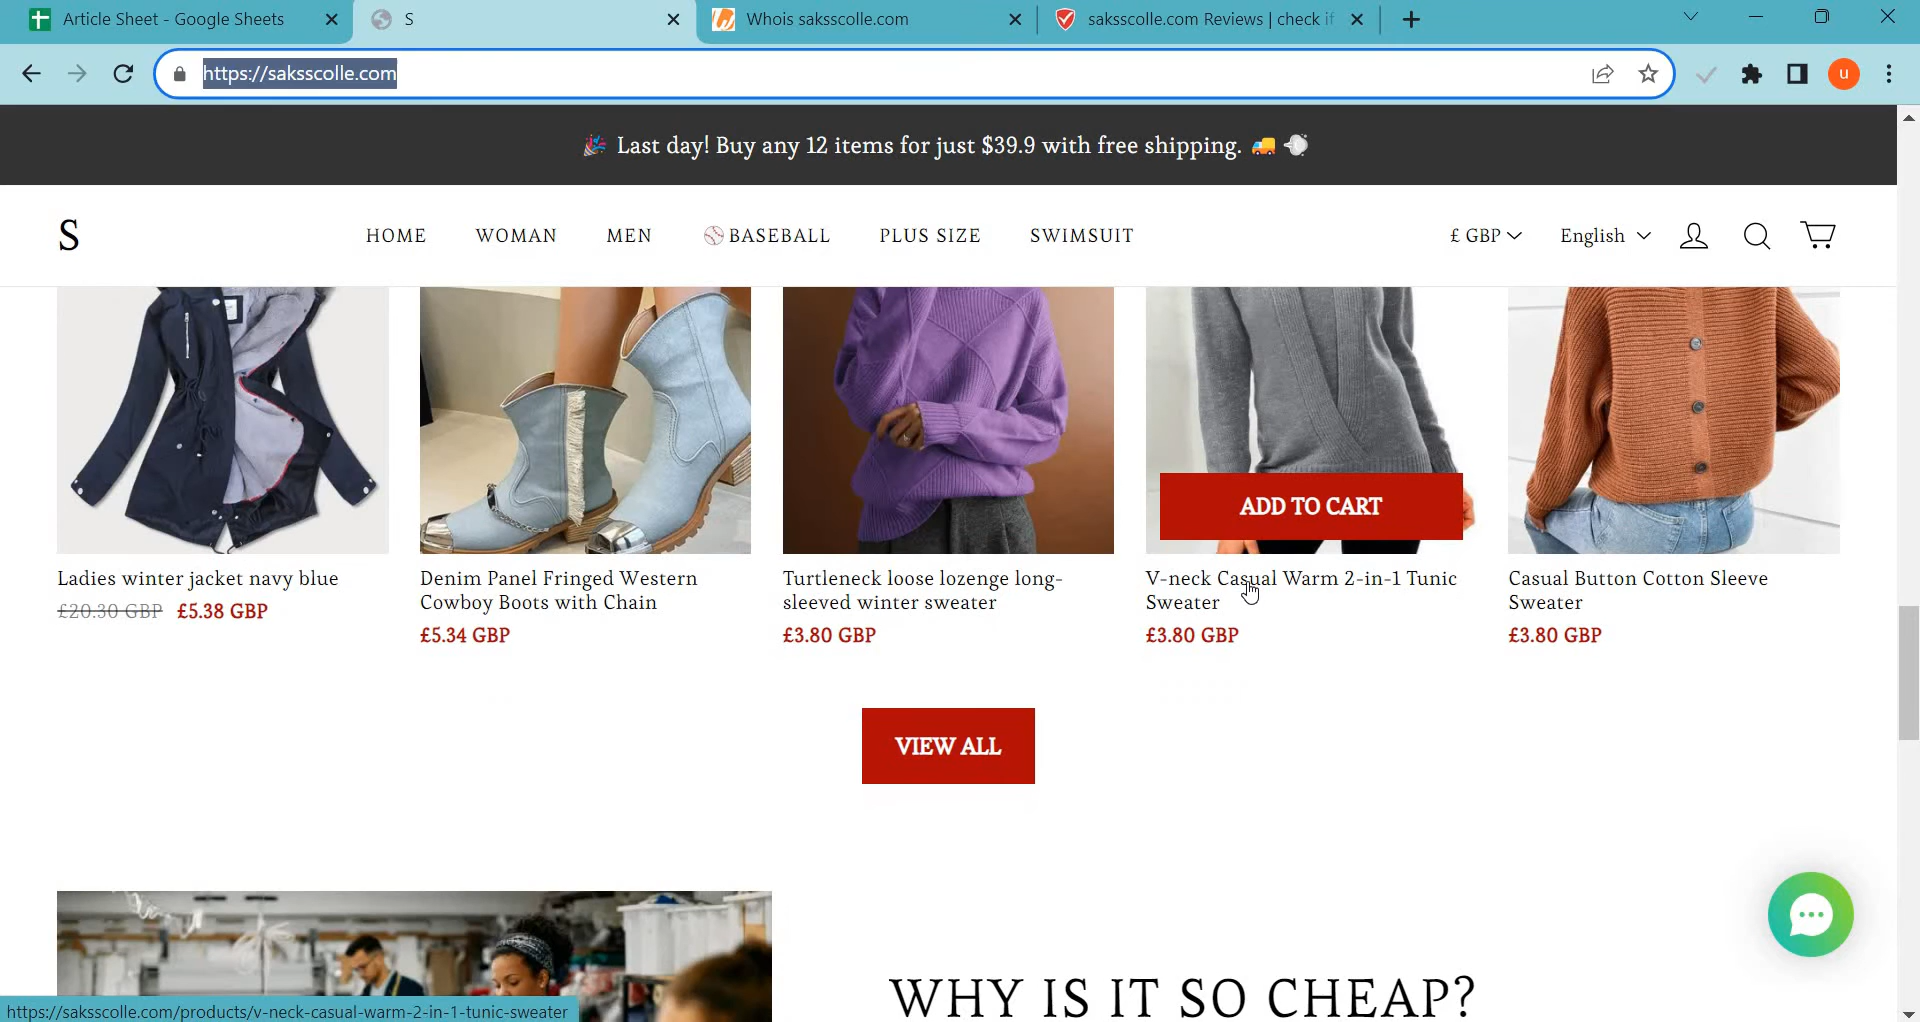 Article Sheet - Google Sheets
S
Whois saksscolle.com
saksscolle.com Reviews | check if
https://saksscolle.com
u
🎉 Last day! Buy any 12 items for just $39.9 with free shipping. 🚚💨
S
HOME WOMAN MEN ⚾BASEBALL PLUS SIZE SWIMSUIT
£ GBP English
ADD TO CART
Ladies winter jacket navy blue
£20.30 GBP £5.38 GBP
Denim Panel Fringed Western
Cowboy Boots with Chain
£5.34 GBP
Turtleneck loose lozenge long-
sleeved winter sweater
£3.80 GBP
V-neck Casual Warm 2-in-1 Tunic
Sweater
£3.80 GBP
Casual Button Cotton Sleeve
Sweater
£3.80 GBP
VIEW ALL
WHY IS IT SO CHEAP?
https://saksscolle.com/products/v-neck-casual-warm-2-in-1-tunic-sweater